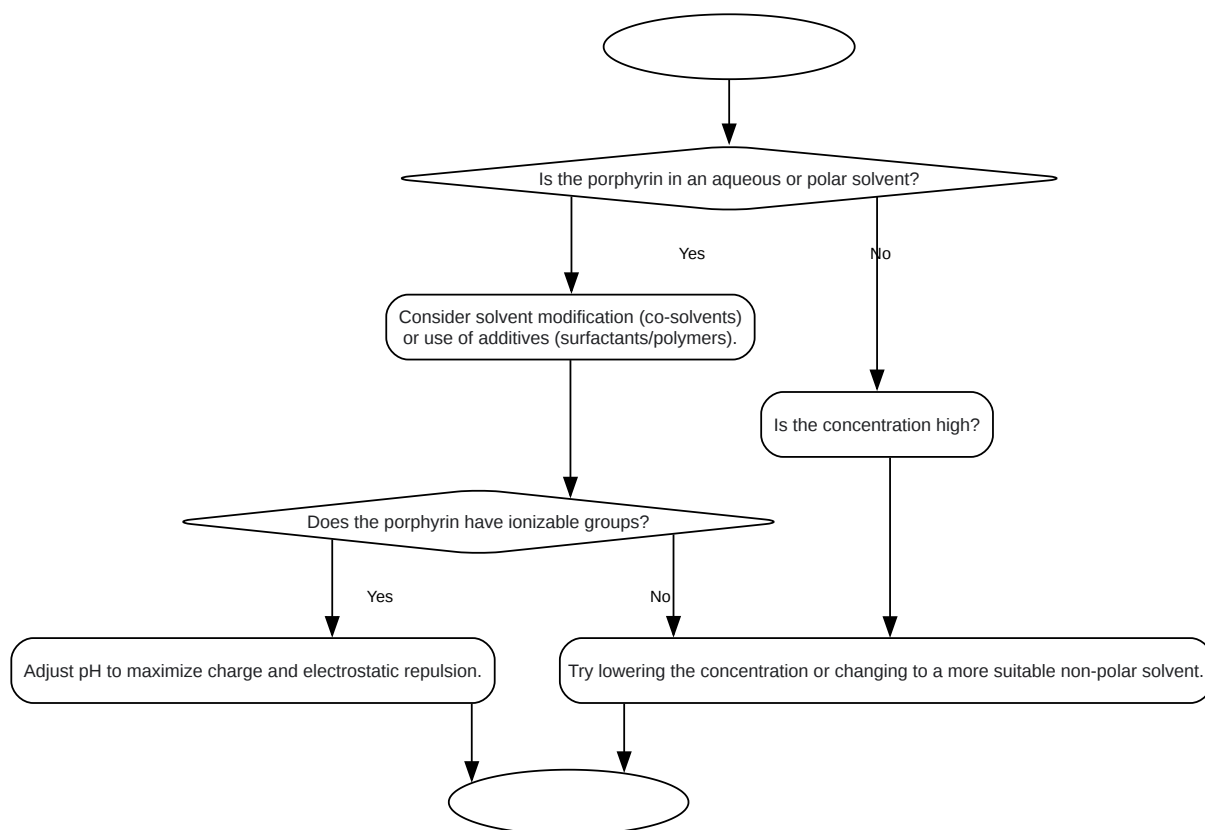 Is the porphyrin in an aqueous or polar solvent?
Yes
No
Consider solvent modification (co-solvents)
or use of additives (surfactants/polymers).
Is the concentration high?
Does the porphyrin have ionizable groups?
Yes
No
Adjust pH to maximize charge and electrostatic repulsion.
Try lowering the concentration or changing to a more suitable non-polar solvent.